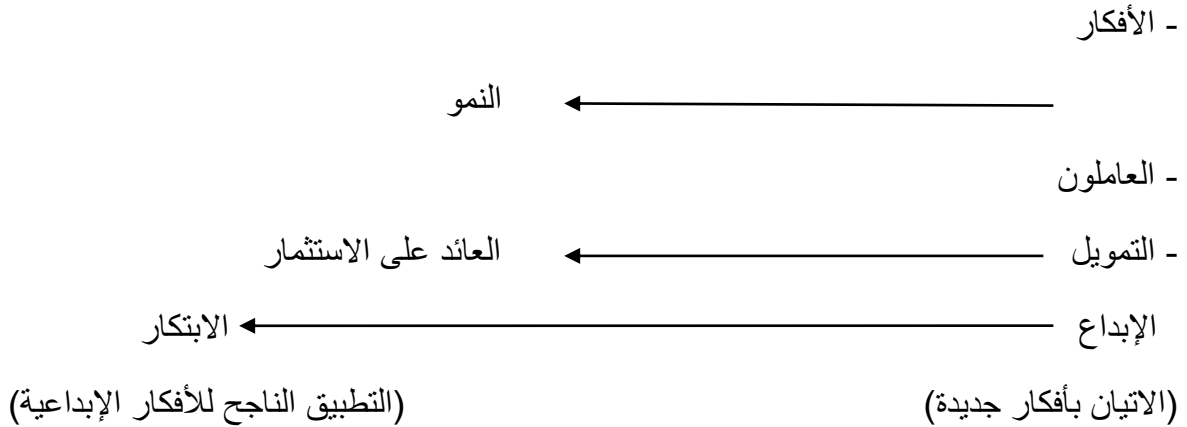 - الأفكار
النمو
- العاملون
- التمويل العائد على الاستثمار
الإبداع الابتكار
(الاتيان بأفكار جديدة) (التطبيق الناجح للأفكار الإبداعية)